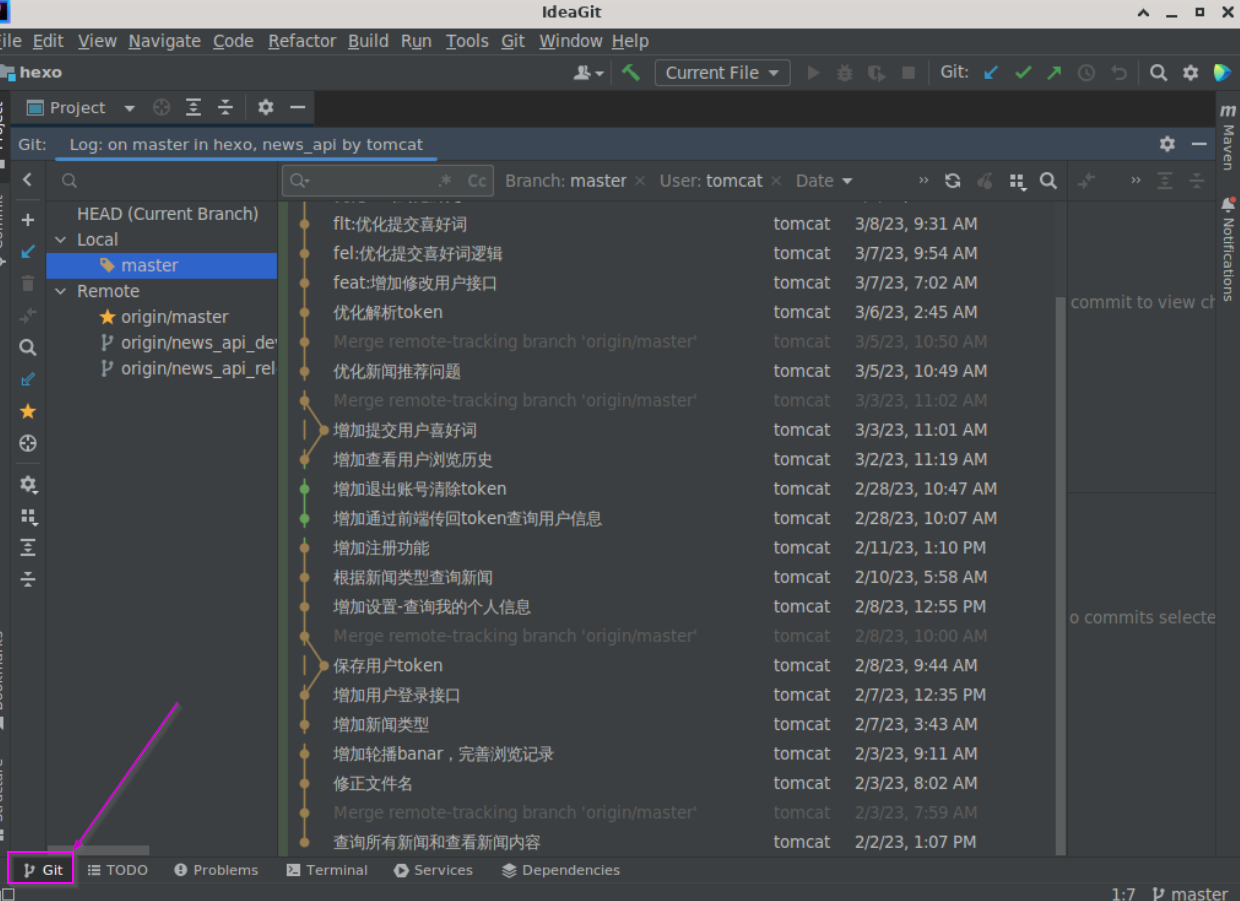 IdeaGit
File Edit View Navigate Code Refactor Build Run Tools Git Window Help
hexo Current File Git:
Project
Git: Log: on master in hexo, news_api by tomcat
Cc Branch: master User: tomcat Date
HEAD (Current Branch)
Local
master
Remote
origin/master
origin/news_api_de
origin/news_api_rel
flt:优化提交喜好词 tomcat 3/8/23, 9:31 AM
fel:优化提交喜好词逻辑 tomcat 3/7/23, 9:54 AM
feat:增加修改用户接口 tomcat 3/7/23, 7:02 AM
优化解析token tomcat 3/6/23, 2:45 AM
Merge remote-tracking branch 'origin/master' tomcat 3/5/23, 10:50 AM
优化新闻推荐问题 tomcat 3/5/23, 10:49 AM
Merge remote-tracking branch 'origin/master' tomcat 3/3/23, 11:02 AM
增加提交用户喜好词 tomcat 3/3/23, 11:01 AM
增加查看用户浏览历史 tomcat 3/2/23, 11:19 AM
增加退出账号清除token tomcat 2/28/23, 10:47 AM
增加通过前端传回token查询用户信息 tomcat 2/28/23, 10:07 AM
增加注册功能 tomcat 2/11/23, 1:10 PM
根据新闻类型查询新闻 tomcat 2/10/23, 5:58 AM
增加设置-查询我的个人信息 tomcat 2/8/23, 12:55 PM
Merge remote-tracking branch 'origin/master' tomcat 2/8/23, 10:00 AM
保存用户token tomcat 2/8/23, 9:44 AM
增加用户登录接口 tomcat 2/7/23, 12:35 PM
增加新闻类型 tomcat 2/7/23, 3:43 AM
增加轮播banar，完善浏览记录 tomcat 2/3/23, 9:11 AM
修正文件名 tomcat 2/3/23, 8:02 AM
Merge remote-tracking branch 'origin/master' tomcat 2/3/23, 7:59 AM
查询所有新闻和查看新闻内容 tomcat 2/2/23, 1:07 PM
commit to view ch
o commits selecte
m Maven
Notifications
Git TODO Problems Terminal Services Dependencies
1:7 master